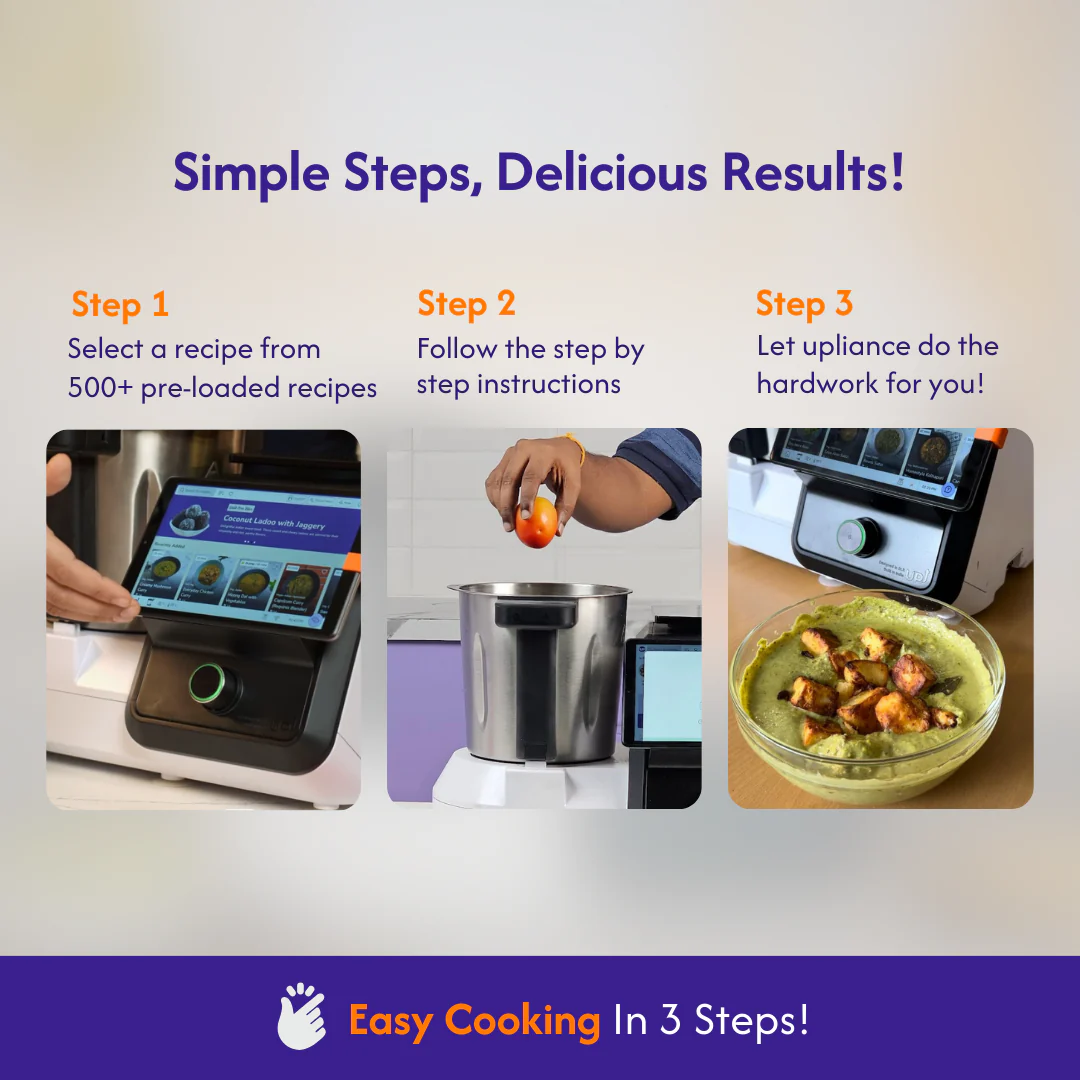 Simple Steps, Delicious Results!
Step 1
Select a recipe from
500+ pre-loaded recipes
Step 2
Follow the step by
step instructions
Step 3
Let upliance do the
hardwork for you!
Coconut Ladoo with Jaggery
Easy Cooking In 3 Steps!